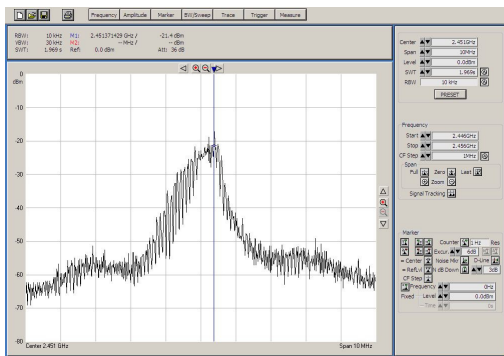 Frequency Amplitude Marker BW/Sweep Trace Trigger Measure
RBW: 10 kHz M1: 2.451371429 GHz / -21.4 dBm
VBW: 30 kHz M2: -- MHz / -- dBm
SWT: 1.969 s Ref: 0.0 dBm Att: 36 dB
0
dBm
-10
-20
-30
-40
-50
-60
-70
-80
Center 2.451 GHz
Span 10 MHz
Center 2.451GHz
Span 10MHz
Level 0.0dBm
SWT 1.969s
RBW 10 kHz
PRESET
Frequency
Start 2.446GHz
Stop 2.456GHz
CF Step 1MHz
Span
Full Zero Last
Zoom
Signal Tracking
Marker
Counter 1 Hz Res
Excur. 6dB
= Center Noise Mkr D-Line
= RefLvl N dB Down 3dB
CF Step
Frequency 0Hz
Fixed Level 0.0dBm
Time 0s